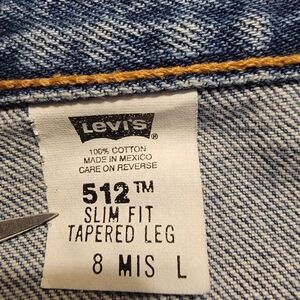 Levi's®
100% COTTON
MADE IN MEXICO
CARE ON REVERSE
512™
SLIM FIT
TAPERED LEG
8 MIS L